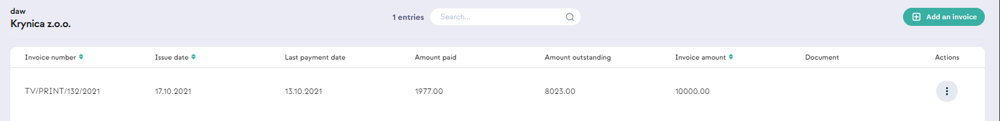 daw
Krynica z.o.o.
1 entries
Search...
Add an invoice
Invoice number Issue date Last payment date Amount paid Amount outstanding Invoice amount Document Actions
TV/PRINT/132/2021 17.10.2021 13.10.2021 1977.00 8023.00 10000.00